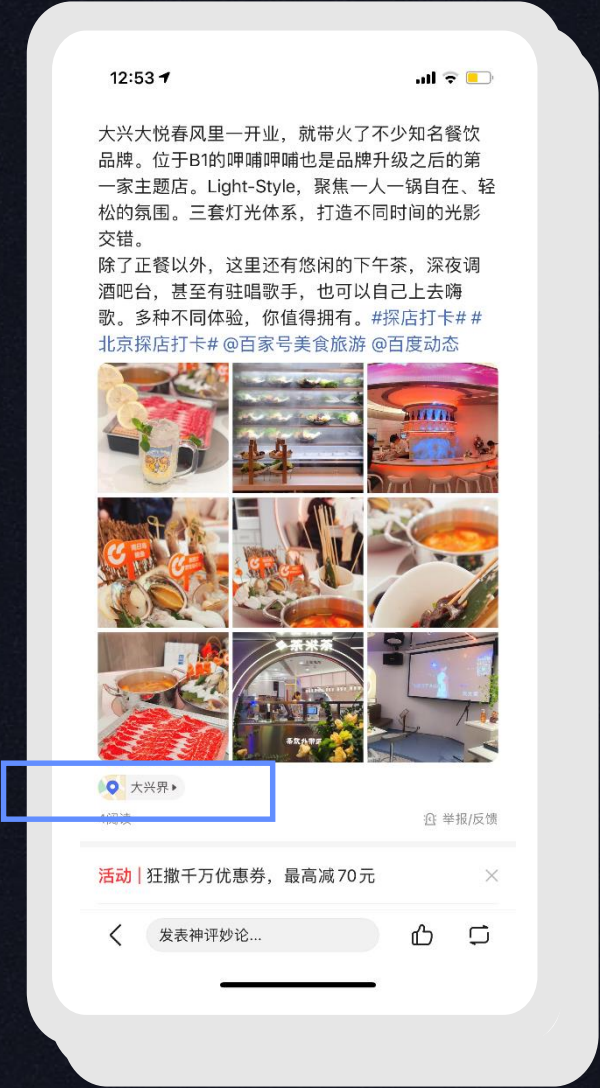 12:53
大兴大悦春风里一开业，就带火了不少知名餐饮
品牌。位于B1的呷哺呷哺也是品牌升级之后的第
一家主题店。Light-Style，聚焦一人一锅自在、轻
松的氛围。三套灯光体系，打造不同时间的光影
交错。
除了正餐以外，这里还有悠闲的下午茶，深夜调
酒吧台，甚至有驻唱歌手，也可以自己上去嗨
歌。多种不同体验，你值得拥有。#探店打卡# #
北京探店打卡# @百家号美食旅游 @百度动态
茶米茶
大兴界
举报/反馈
活动 | 狂撒千万优惠券，最高减70元
发表神评妙论...